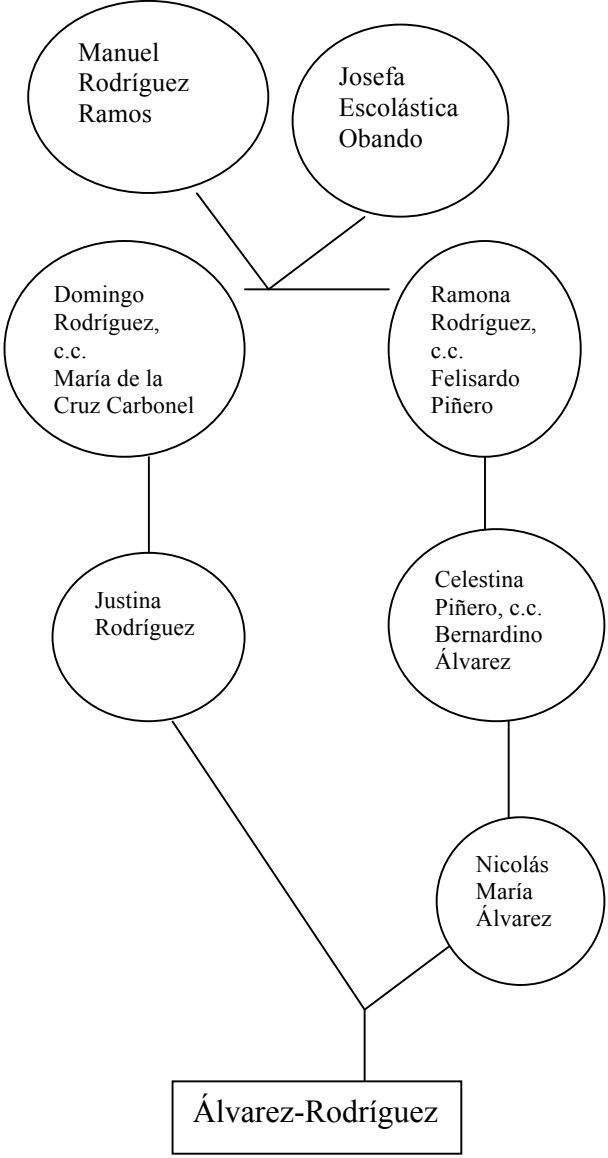 Manuel
Rodríguez
Ramos
Josefa
Escolástica
Obando
Domingo
Rodríguez,
c.c.
María de la
Cruz Carbonel
Ramona
Rodríguez,
c.c.
Felisardo
Piñero
Justina
Rodríguez
Celestina
Piñero, c.c.
Bernardino
Álvarez
Nicolás
María
Álvarez
Álvarez-Rodríguez